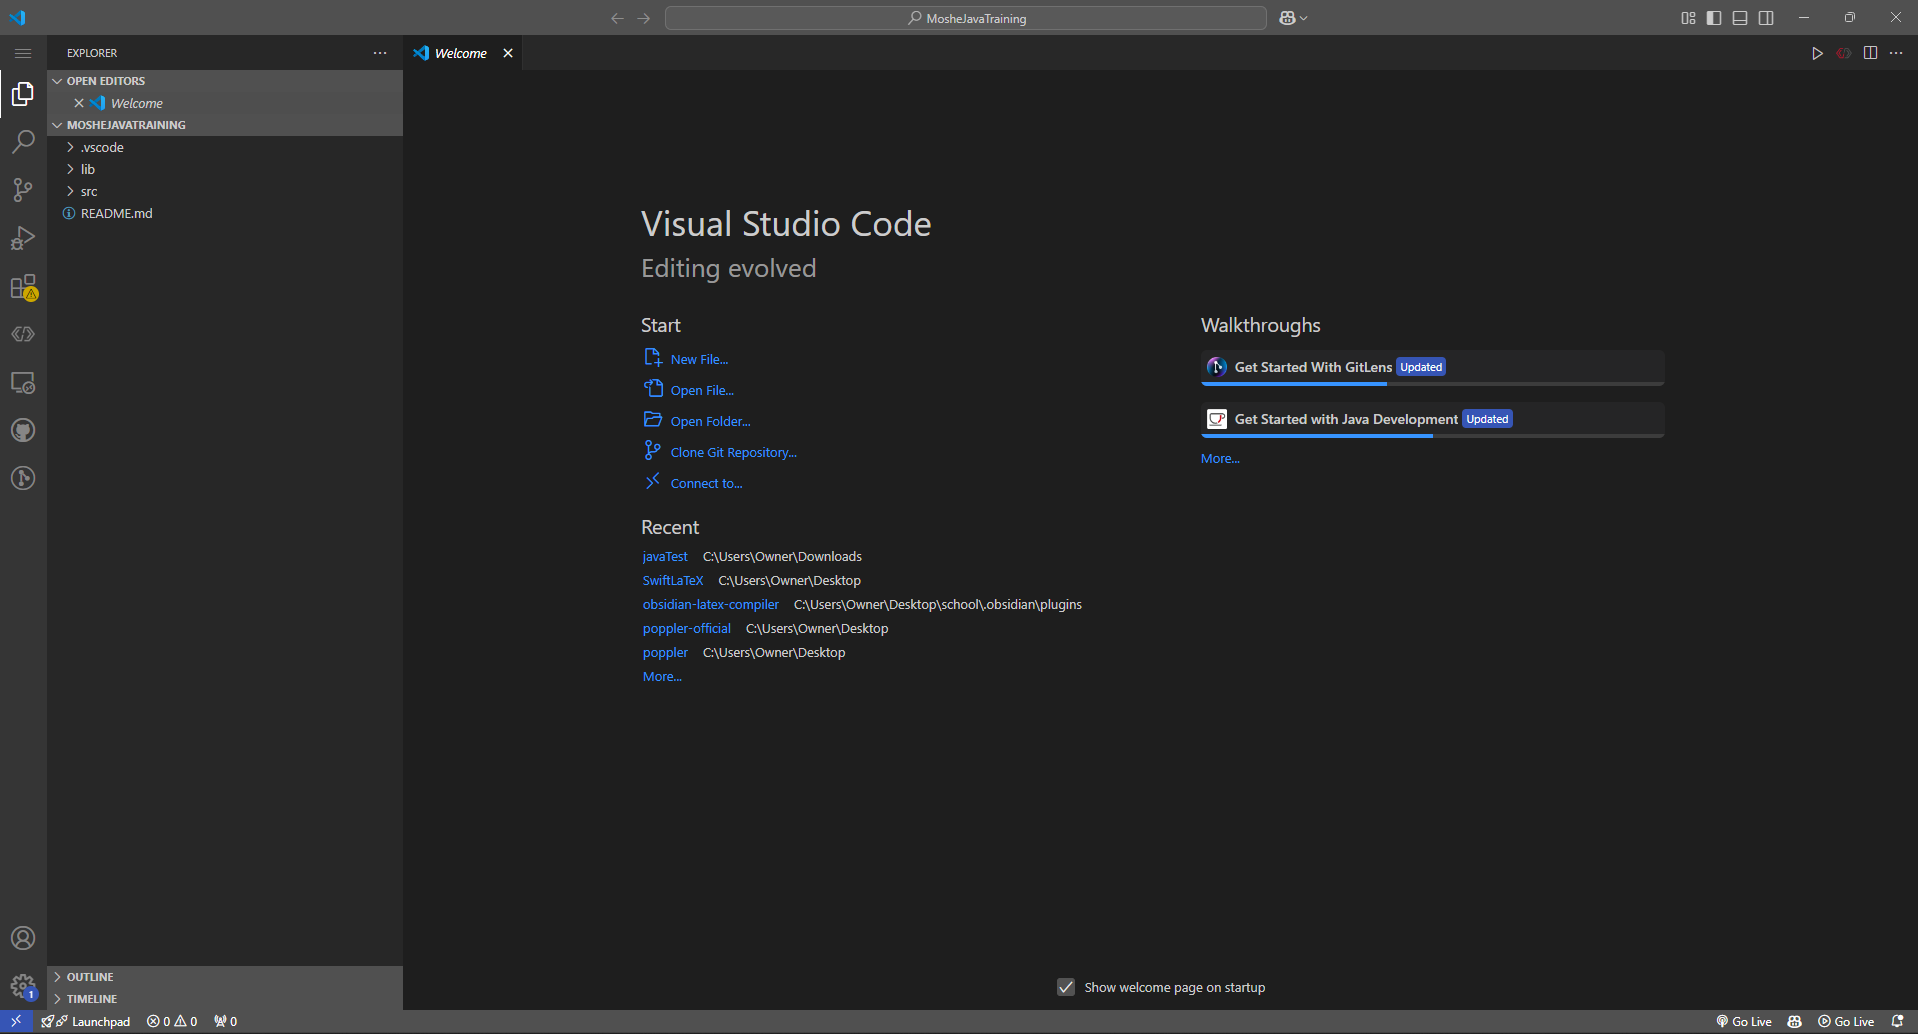 MosheJavaTraining
EXPLORER
Welcome
OPEN EDITORS
Welcome
MOSHEJAVATRAINING
.vscode
lib
src
README.md
Visual Studio Code
Editing evolved
Start
New File...
Open File...
Open Folder...
Clone Git Repository...
Connect to...
Recent
javaTest C:\Users\Owner\Downloads
SwiftLaTeX C:\Users\Owner\Desktop
obsidian-latex-compiler C:\Users\Owner\Desktop\school\.obsidian\plugins
poppler-official C:\Users\Owner\Desktop
poppler C:\Users\Owner\Desktop
More...
Walkthroughs
Get Started With GitLens Updated
Get Started with Java Development Updated
More...
Show welcome page on startup
OUTLINE
TIMELINE
1
Launchpad 0 0 0 Go Live Go Live